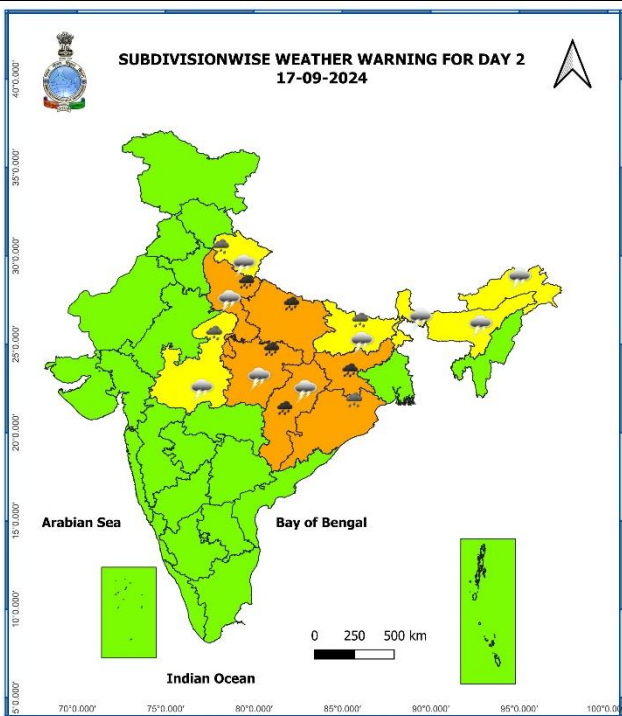 SUBDIVISIONWISE WEATHER WARNING FOR DAY 2
17-09-2024
40°0.000'
35°0.000'
30°0.000'
25°0.000'
20°0.000'
15°0.000'
10°0.000'
5°0.000'
Arabian Sea
Bay of Bengal
0 250 500 km
Indian Ocean
70°0.000' 75°0.000' 80°0.000' 85°0.000' 90°0.000' 95°0.000' 100°0.0